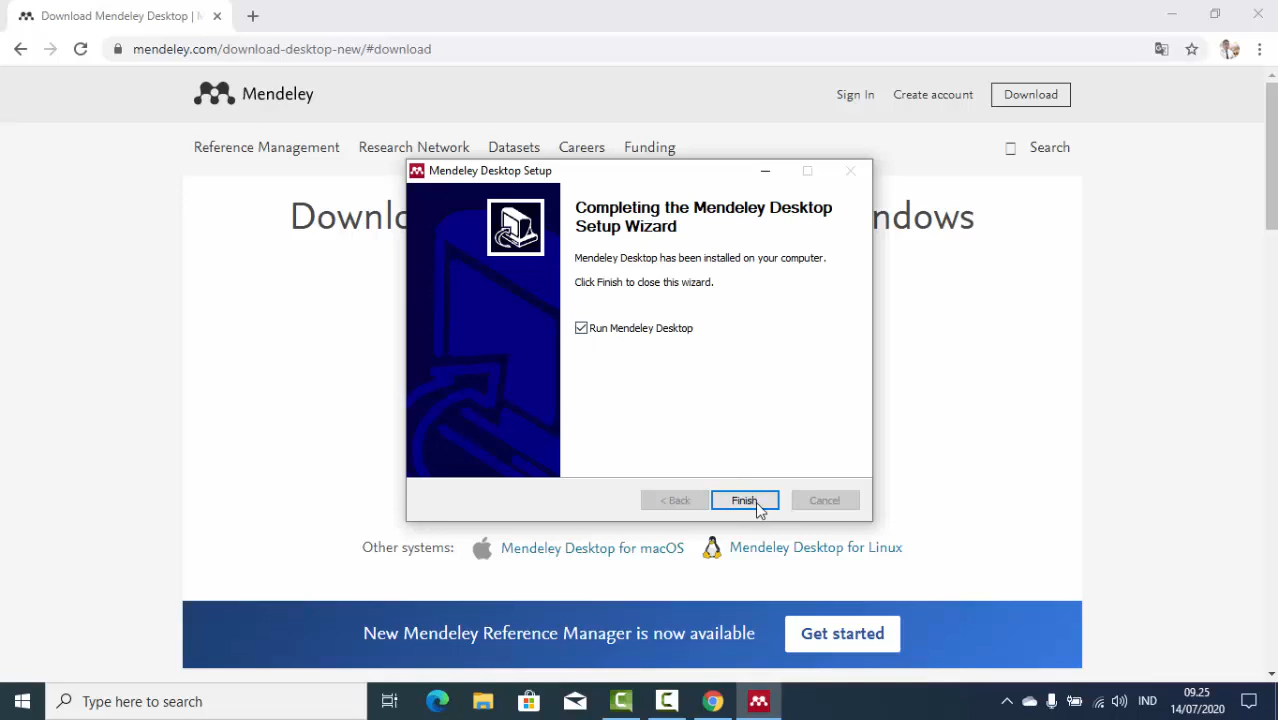 Download Mendeley Desktop |
mendeley.com/download-desktop-new/#download
Mendeley
Sign In
Create account
Download
Reference Management
Research Network
Datasets
Careers
Funding
Search
Mendeley Desktop Setup
Completing the Mendeley Desktop
Setup Wizard
Mendeley Desktop has been installed on your computer.
Click Finish to close this wizard.
Run Mendeley Desktop
< Back
Finish
Cancel
Other systems:
Mendeley Desktop for macOS
Mendeley Desktop for Linux
New Mendeley Reference Manager is now available
Get started
Type here to search
IND
09.25
14/07/2020